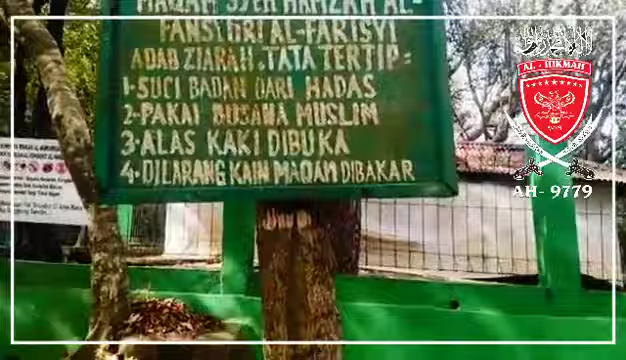 MAQAM SYEH HAMZAH AL-
FANSURI AL-FARISYI
ADAB ZIARAH. TATA TERTIP:
1·SUCI BADAN DARI HADAS
2-PAKAI BUSANA MUSLIM
3·ALAS KAKI DIBUKA
4·DILARANG KAIN MAQAM DIBAKAR
AL - HIKMAH
AH- 9779